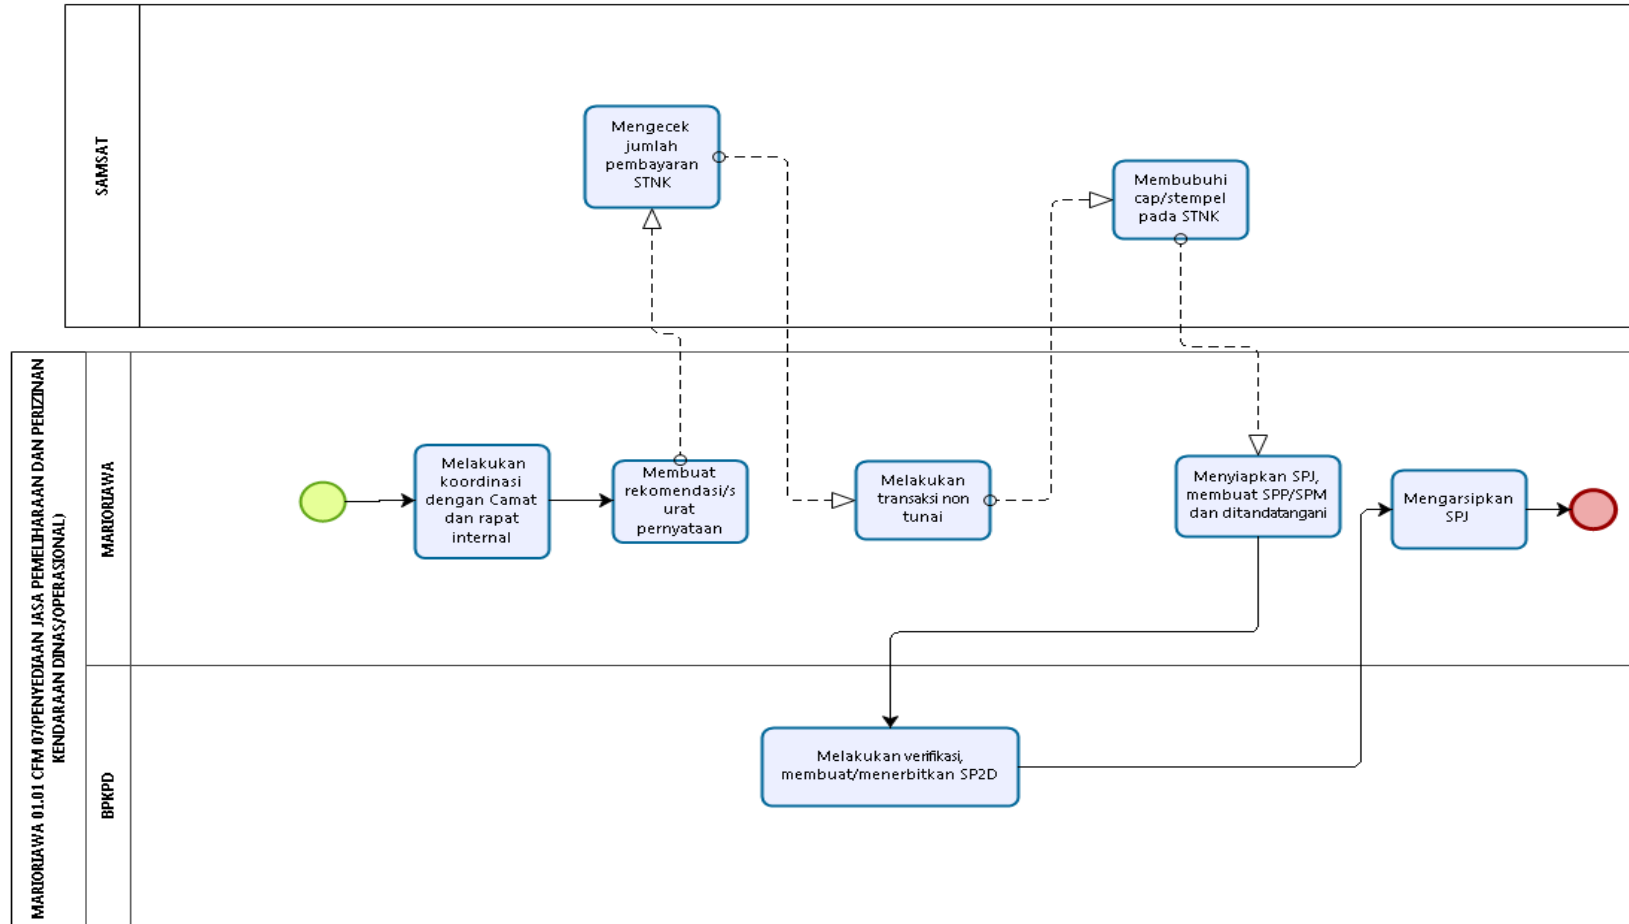 SAMSAT
Mengecek
jumlah
pembayaran
STNK
Membubuhi
cap/stempel
pada STNK
MARIORIAWA 01.01 CFM 07(PENYEDIAAN JASA PEMELIHARAAN DAN PERIZINAN
KENDARAAN DINAS/OPERASIONAL)
MARIORIAWA
Melakukan
koordinasi
dengan Camat
dan rapat
internal
Membuat
rekomendasi/s
urat
pernyataan
Melakukan
transaksi non
tunai
Menyiapkan SPJ,
membuat SPP/SPM
dan ditandatangani
Mengarsipkan
SPJ
BPKPD
Melakukan verifikasi,
membuat/menerbitkan SP2D